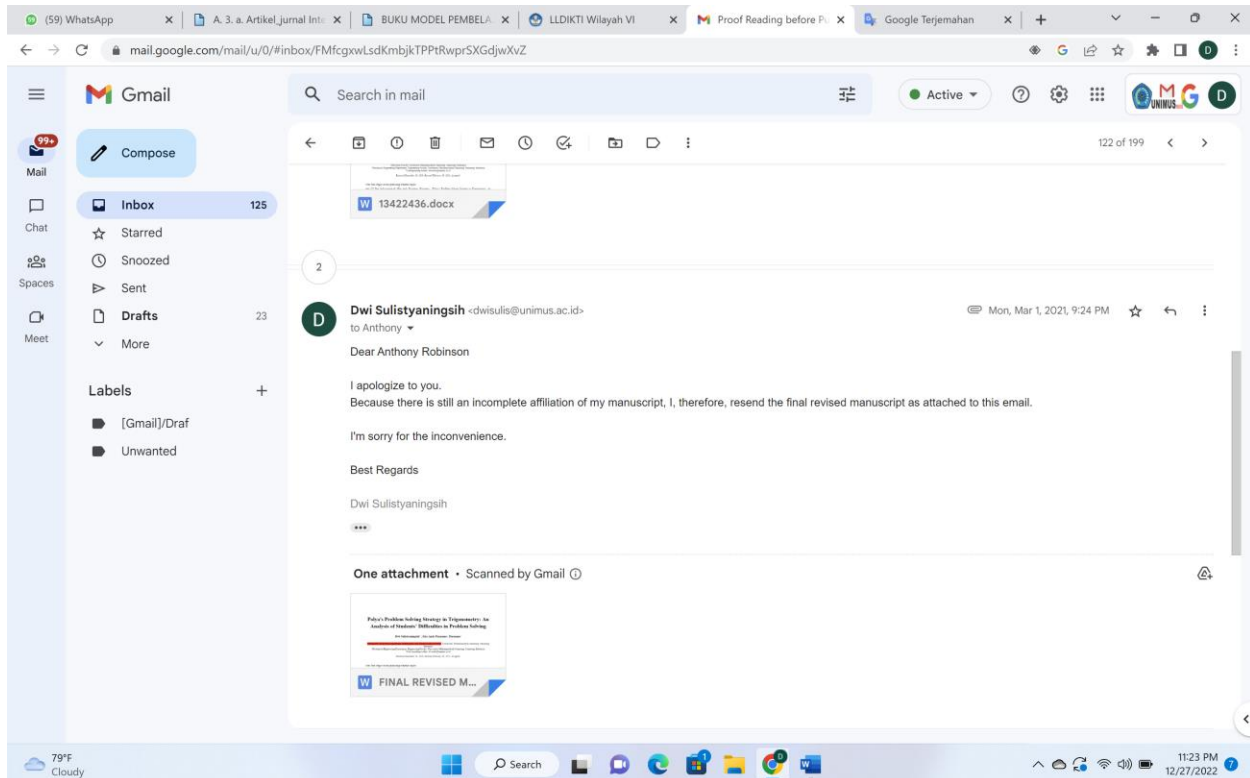 (59) WhatsApp
A. 3. a. Artikel,jurnal Inte
BUKU MODEL PEMBELA
LLDIKTI Wilayah VI
Proof Reading before Pu
Google Terjemahan
mail.google.com/mail/u/0/#inbox/FMfcgxwLsdKmbjkTPPtRwprSXGdjwXvZ
Gmail
Search in mail
Active
UNIMUS
99+
Mail
Chat
Spaces
Meet
Compose
Inbox 125
Starred
Snoozed
Sent
Drafts 23
More
Labels
[Gmail]/Draf
Unwanted
122 of 199
W 13422436.docx
2
D
Dwi Sulistyaningsih <dwisulis@unimus.ac.id>
Mon, Mar 1, 2021, 9:24 PM
to Anthony
Dear Anthony Robinson
I apologize to you.
Because there is still an incomplete affiliation of my manuscript, I, therefore, resend the final revised manuscript as attached to this email.
I'm sorry for the inconvenience.
Best Regards
Dwi Sulistyaningsih
One attachment • Scanned by Gmail
Polya's Problem Solving Strategy in Trigonometry: An
Analysis of Students' Difficulties in Problem Solving
W FINAL REVISED M...
79°F
Cloudy
Search
11:23 PM
12/27/2022
7